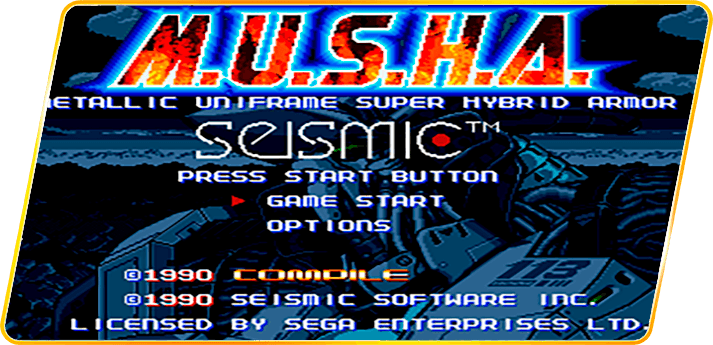 M.U.S.H.A.
METALLIC UNIFRAME SUPER HYBRID ARMOR
SEISMIC™
PRESS START BUTTON
GAME START
OPTIONS
©1990 COMPILE
©1990 SEISMIC SOFTWARE INC.
LICENSED BY SEGA ENTERPRISES LTD.
113